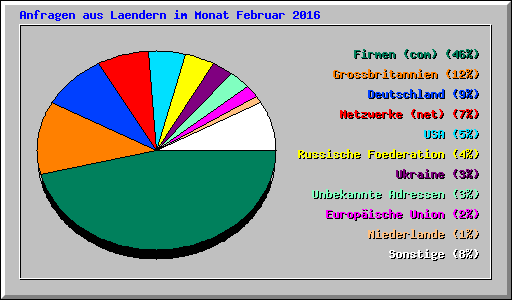 Anfragen aus Laendern im Monat Februar 2016
Firmen (com) (46%)
Grossbritannien (12%)
Deutschland (9%)
Netzwerke (net) (7%)
USA (5%)
Russische Foederation (4%)
Ukraine (3%)
Unbekannte Adressen (3%)
Europäische Union (2%)
Niederlande (1%)
Sonstige (8%)